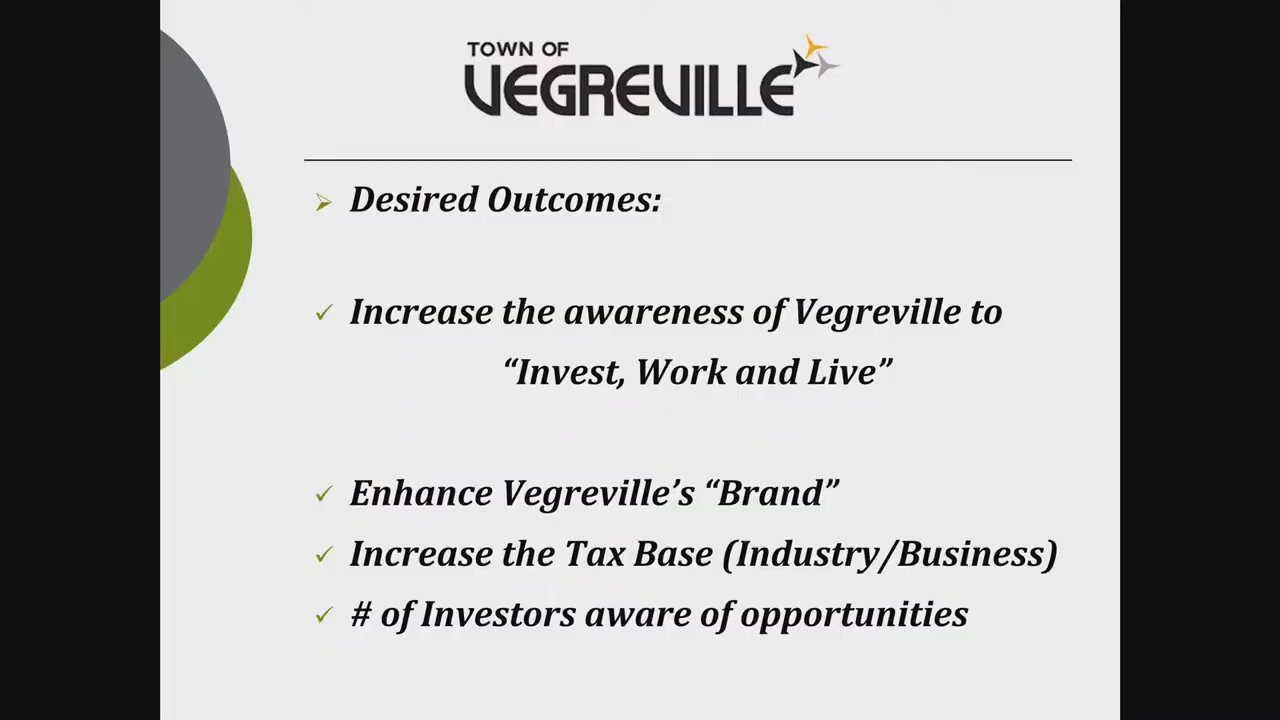 TOWN OF
VEGREVILLE
Desired Outcomes:
Increase the awareness of Vegreville to
“Invest, Work and Live”
Enhance Vegreville’s “Brand”
Increase the Tax Base (Industry/Business)
# of Investors aware of opportunities